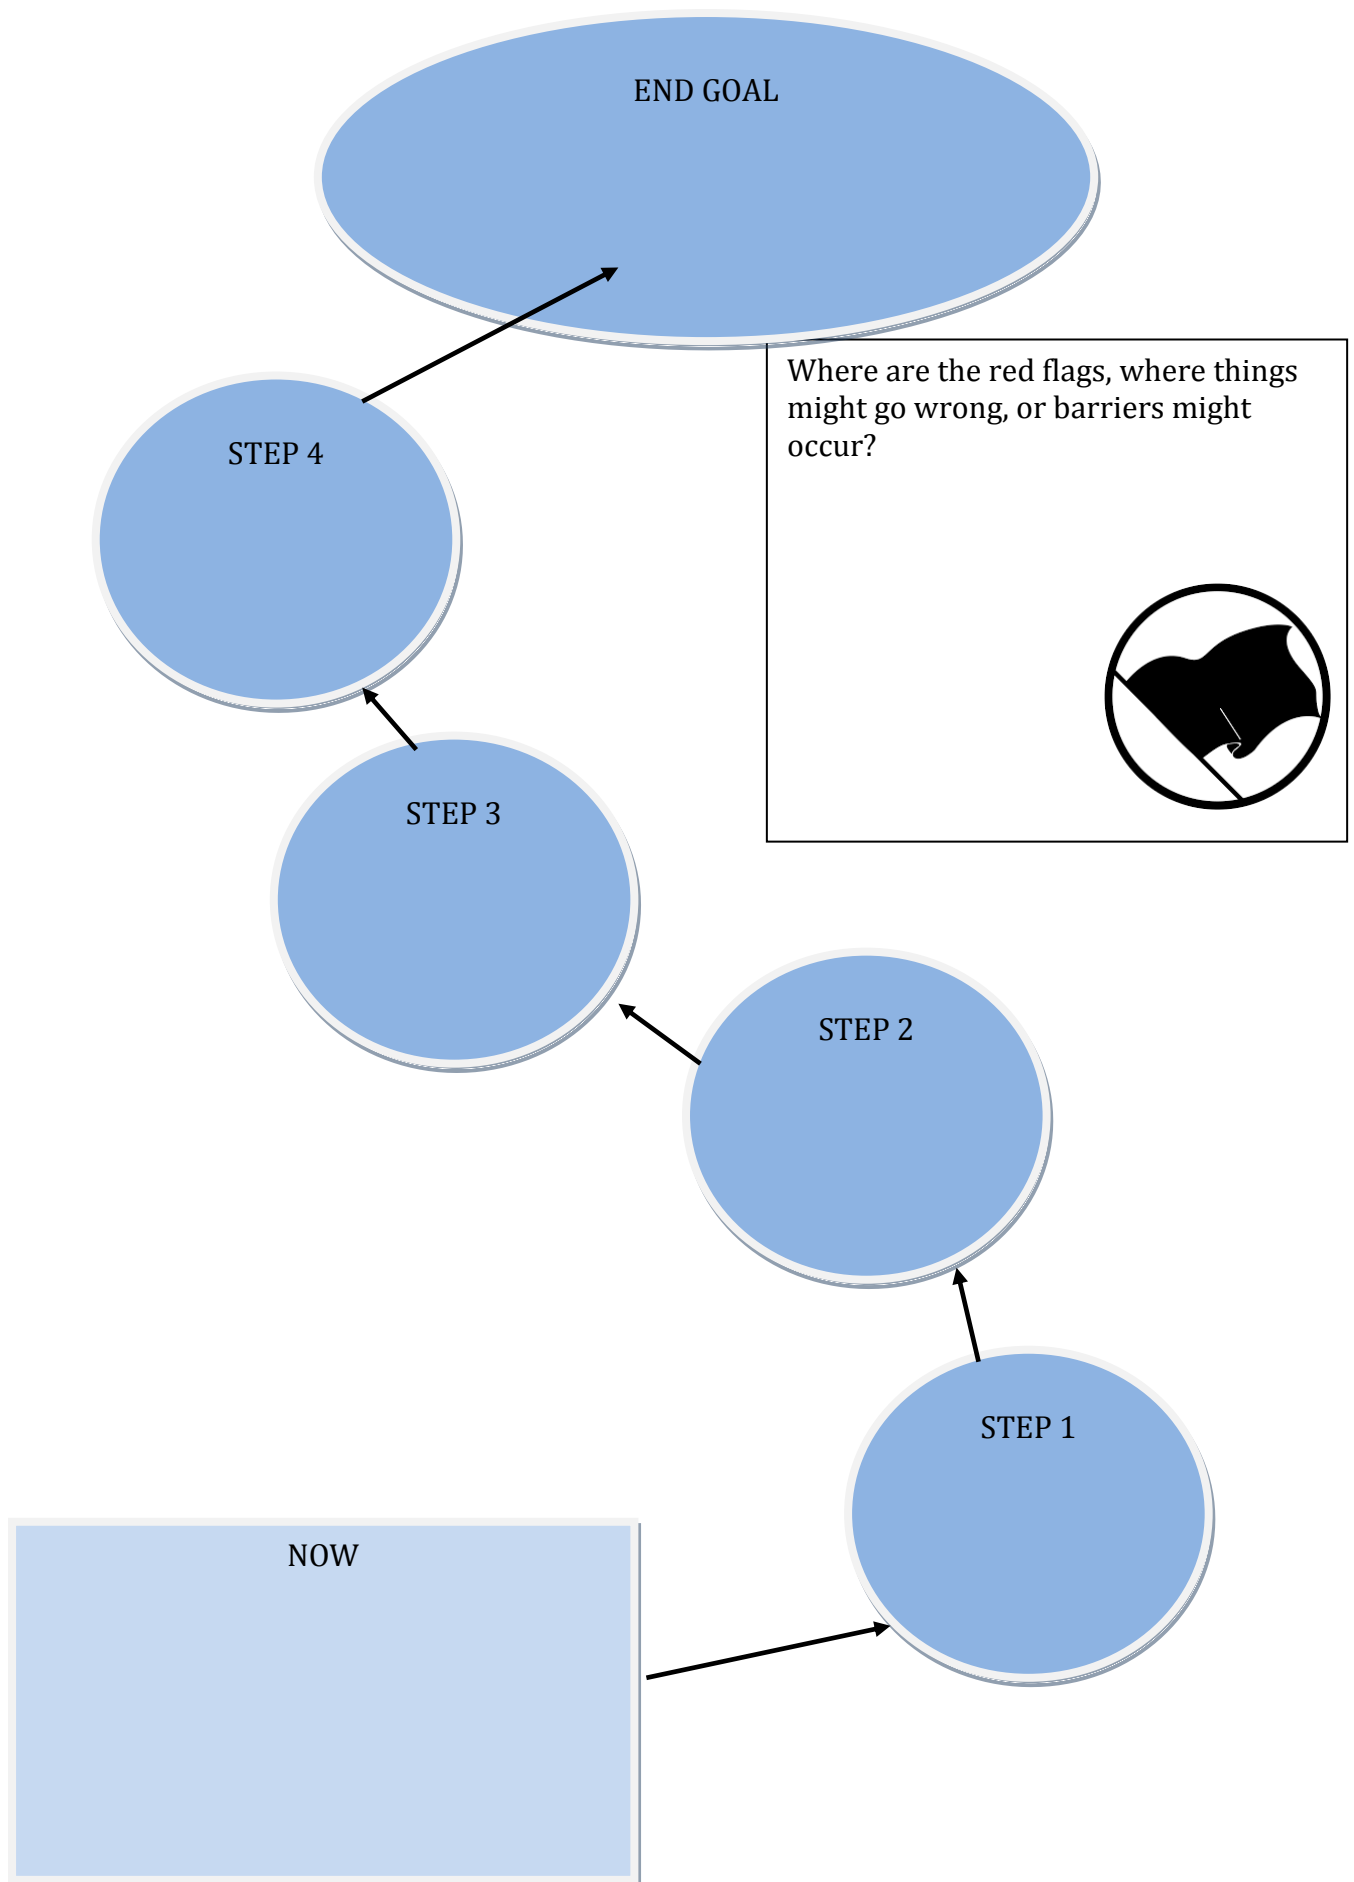 END GOAL
Where are the red flags, where things
might go wrong, or barriers might
occur?
STEP 4
STEP 3
STEP 2
STEP 1
NOW